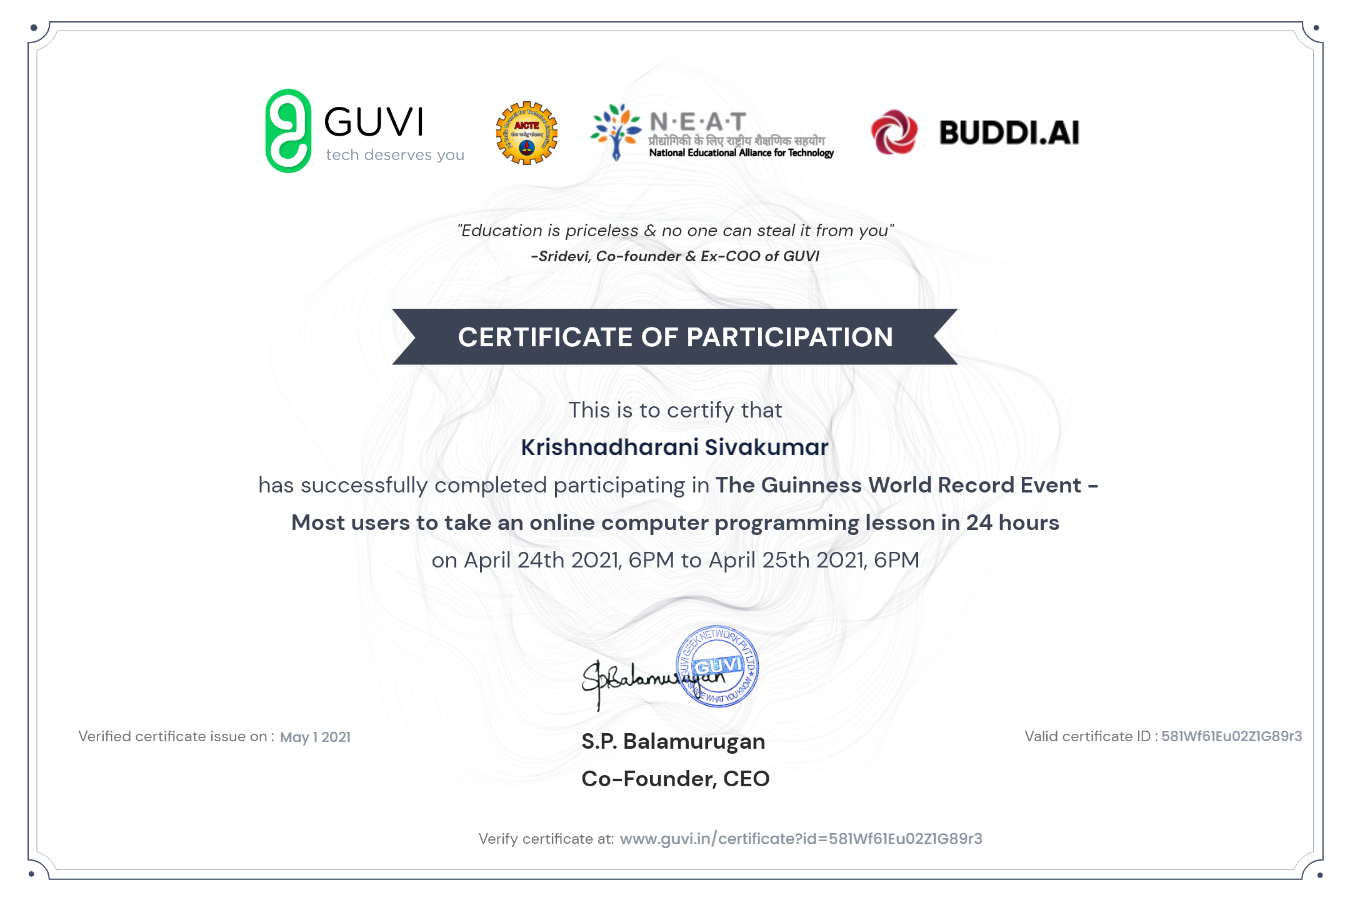 GUVI
tech deserves you
AICTE
N·E·A·T
प्रौद्योगिकी के लिए राष्ट्रीय शैक्षणिक सहयोग
National Educational Alliance for Technology
BUDDI.AI
"Education is priceless & no one can steal it from you"
-Sridevi, Co-founder & Ex-COO of GUVI
CERTIFICATE OF PARTICIPATION
This is to certify that
Krishnadharani Sivakumar
has successfully completed participating in The Guinness World Record Event -
Most users to take an online computer programming lesson in 24 hours
on April 24th 2021, 6PM to April 25th 2021, 6PM
SpBalamurugan
GUVI GEEK NETWORK PVT LTD
GUVI
WHAT YOU KNOW
Verified certificate issue on : May 1 2021
S.P. Balamurugan
Co-Founder, CEO
Valid certificate ID : 581Wf61Eu02Z1G89r3
Verify certificate at: www.guvi.in/certificate?id=581Wf61Eu02Z1G89r3